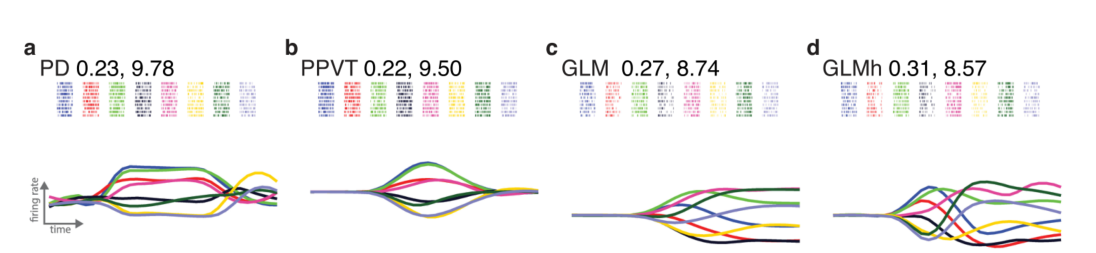 a
PD 0.23, 9.78
b
PPVT 0.22, 9.50
c
GLM 0.27, 8.74
d
GLMh 0.31, 8.57
firing rate
time